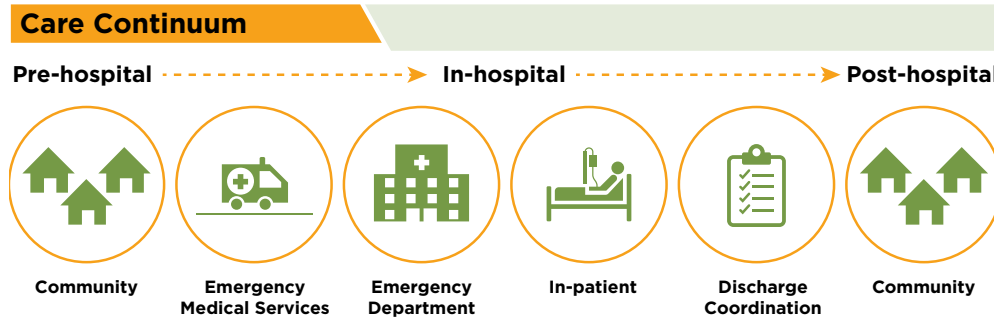 Care Continuum
Pre-hospital In-hospital Post-hospital
Community
Emergency
Medical Services
Emergency
Department
In-patient
Discharge
Coordination
Community